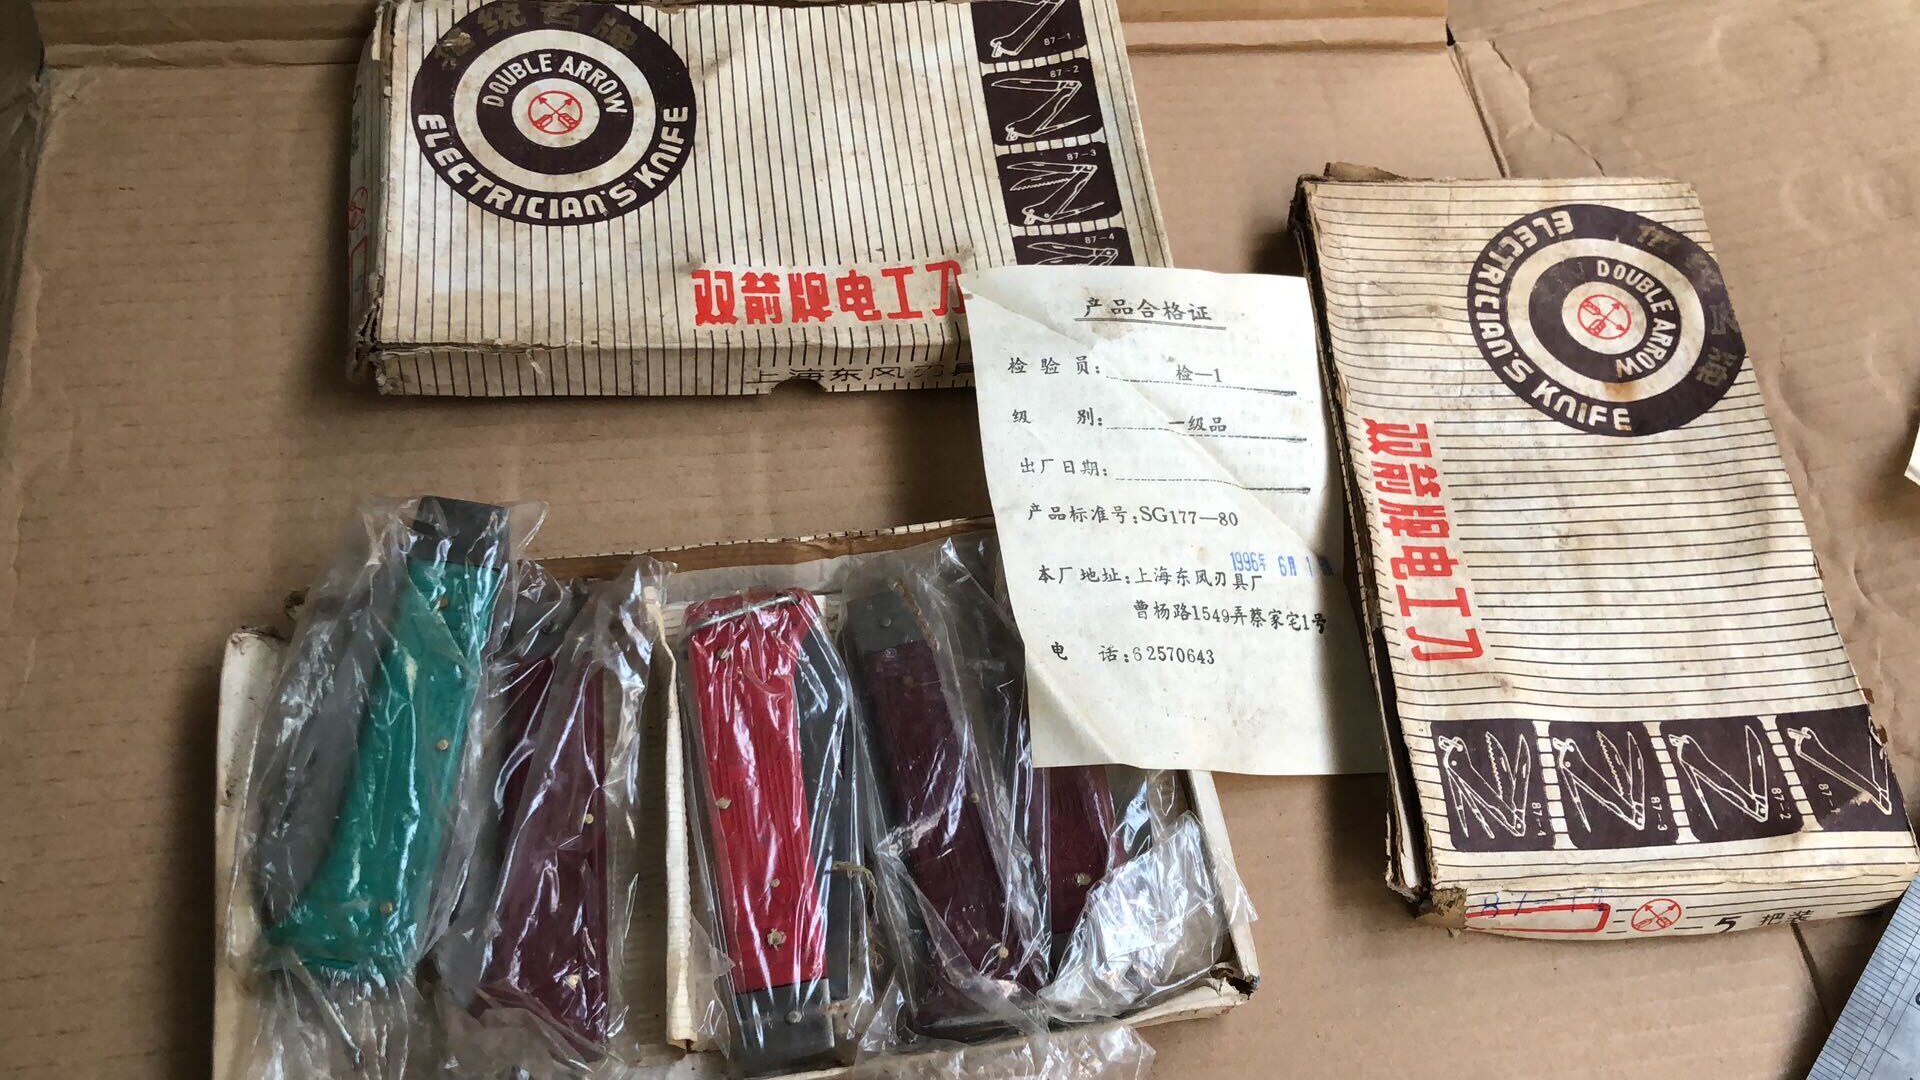 传统名牌
DOUBLE ARROW
ELECTRICIAN'S KNIFE
87-1
87-2
87-3
87-4
双箭牌电工刀
上海东风刃具
产品合格证
检验员: 检—1
级别: 一级品
出厂日期:
产品标准号: SG177—80
1996年 6月 1
本厂地址: 上海东风刃具厂
曹杨路1549弄蔡家宅1号
电话: 62570643
DOUBLE ARROW
ELECTRICIAN'S KNIFE
双箭牌电工刀
87-4
87-3
87-2
5 把装